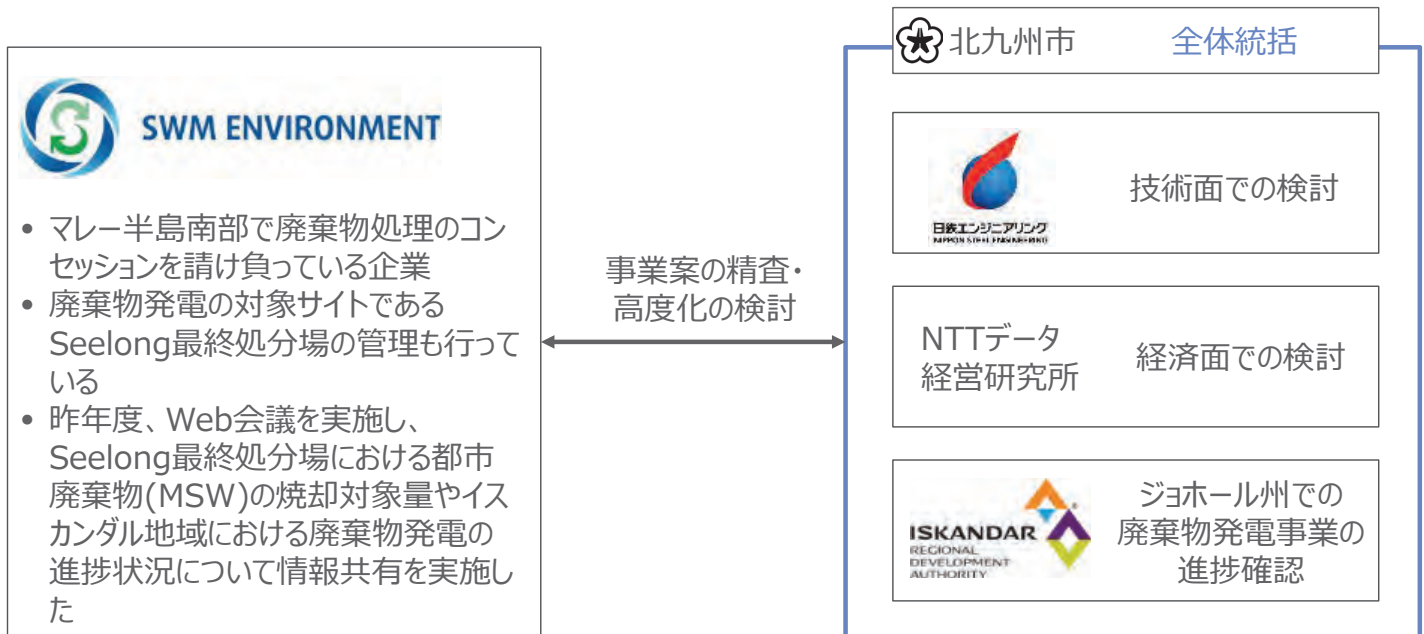 SWM ENVIRONMENT
• マレー半島南部で廃棄物処理のコン
セッションを請け負っている企業
• 廃棄物発電の対象サイトである
Seelong最終処分場の管理も行って
いる
• 昨年度、Web会議を実施し、
Seelong最終処分場における都市
廃棄物(MSW)の焼却対象量やイス
カンダル地域における廃棄物発電の
進捗状況について情報共有を実施し
た
事業案の精査・
高度化の検討
北九州市 全体統括
日鉄エンジニアリング
NIPPON STEEL ENGINEERING
技術面での検討
NTTデータ
経営研究所
経済面での検討
ISKANDAR
REGIONAL
DEVELOPMENT
AUTHORITY
ジョホール州での
廃棄物発電事業の
進捗確認